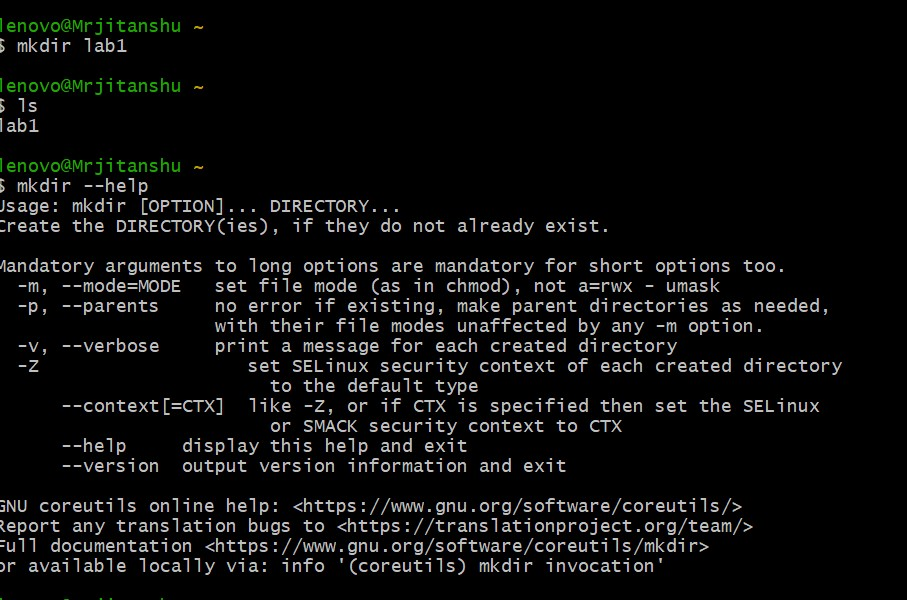 lenovo@Mrjitanshu ~
$ mkdir lab1
lenovo@Mrjitanshu ~
$ ls
lab1
lenovo@Mrjitanshu ~
$ mkdir --help
Usage: mkdir [OPTION]... DIRECTORY...
Create the DIRECTORY(ies), if they do not already exist.
Mandatory arguments to long options are mandatory for short options too.
-m, --mode=MODE   set file mode (as in chmod), not a=rwx - umask
-p, --parents     no error if existing, make parent directories as needed,
with their file modes unaffected by any -m option.
-v, --verbose     print a message for each created directory
-Z                   set SELinux security context of each created directory
to the default type
--context[=CTX]  like -Z, or if CTX is specified then set the SELinux
or SMACK security context to CTX
--help     display this help and exit
--version  output version information and exit
GNU coreutils online help: <https://www.gnu.org/software/coreutils/>
Report any translation bugs to <https://translationproject.org/team/>
Full documentation <https://www.gnu.org/software/coreutils/mkdir>
or available locally via: info '(coreutils) mkdir invocation'